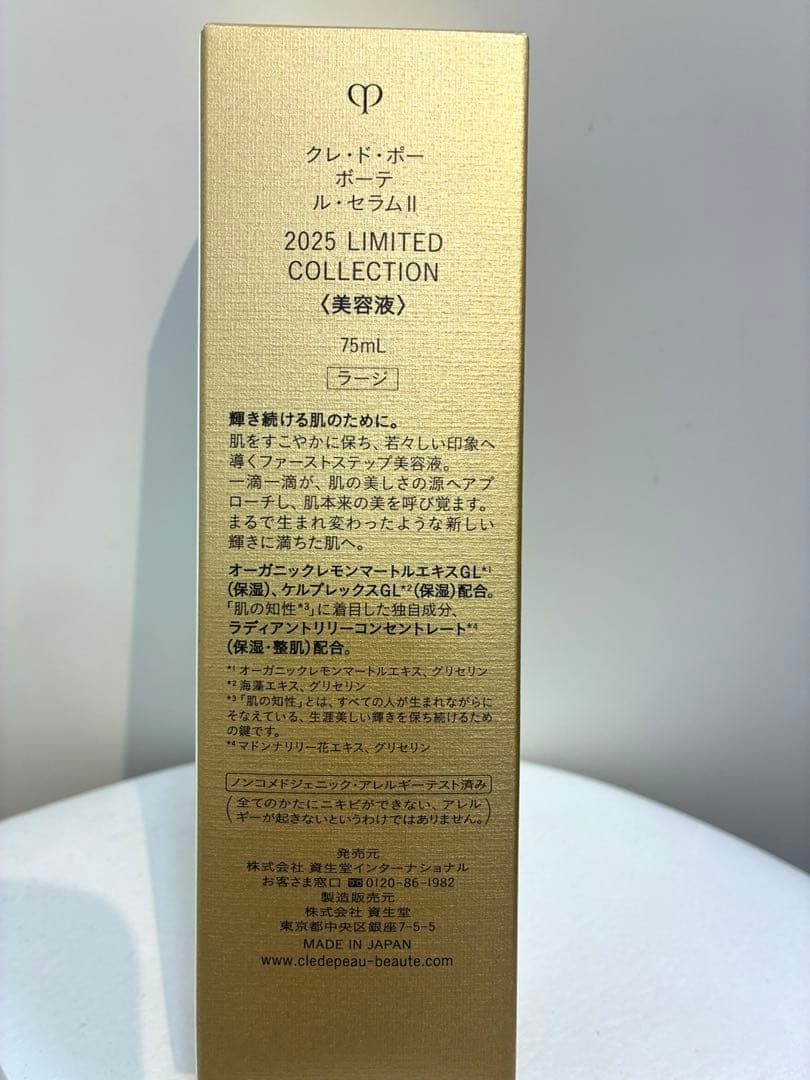 クレ・ド・ポー
ボーテ
ル・セラムⅡ
2025 LIMITED
COLLECTION
〈美容液〉
75mL
ラージ
輝き続ける肌のために。
肌をすこやかに保ち、若々しい印象へ
導くファーストステップ美容液。
一滴一滴が、肌の美しさの源へアプ
ローチし、肌本来の美を呼び覚ます。
まるで生まれ変わったような新しい
輝きに満ちた肌へ。
オーガニックレモンマートルエキスGL*1
(保湿)、ケルプレックスGL*2(保湿)配合。
「肌の知性*3」に着目した独自成分、
ラディアントリリーコンセントレート*4
(保湿・整肌)配合。
*1 オーガニックレモンマートルエキス、グリセリン
*2 海藻エキス、グリセリン
*3「肌の知性」とは、すべての人が生まれながらに
そなえている、生涯美しい輝きを保ち続けるため
の鍵です。
*4 マドンナリリー花エキス、グリセリン
ノンコメドジェニック・アレルギーテスト済み
(全てのかたにニキビができない、アレル
ギーが起きないというわけではありません。)
発売元
株式会社 資生堂インターナショナル
お客さま窓口 0120-86-1982
製造販売元
株式会社 資生堂
東京都中央区銀座7-5-5
MADE IN JAPAN
www.cledepeau-beaute.com